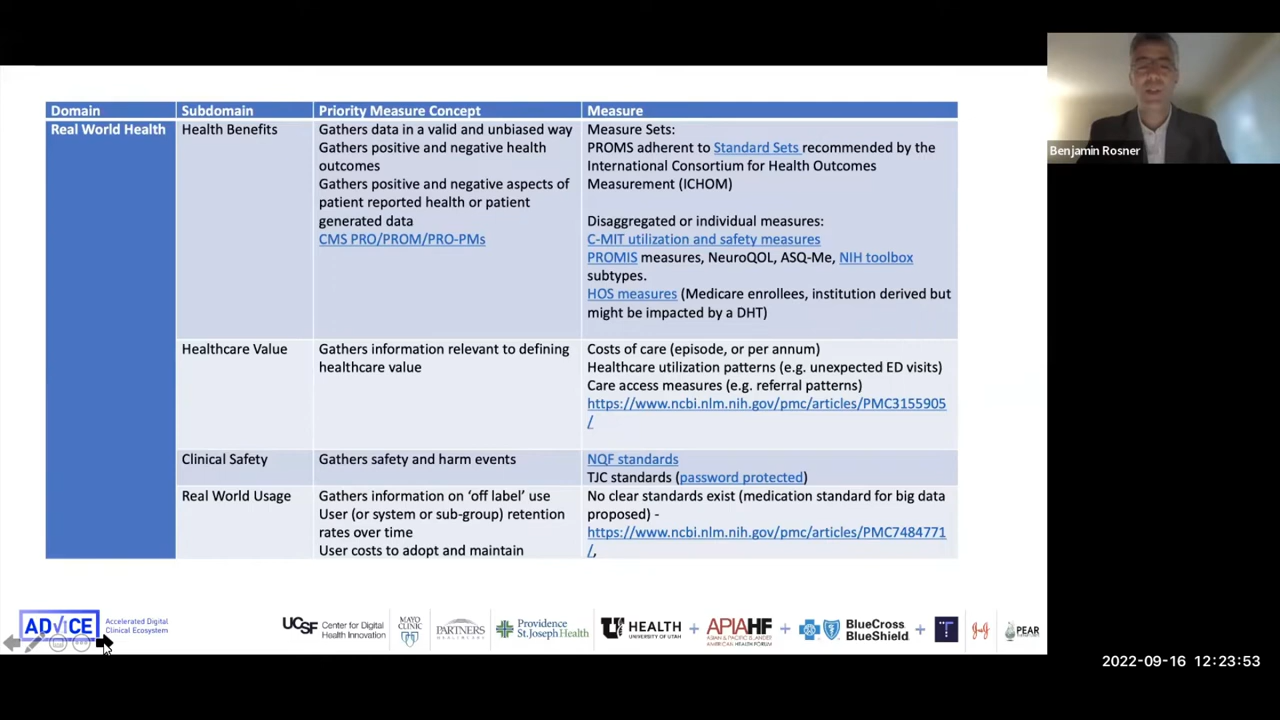 Domain
Subdomain
Priority Measure Concept
Measure
Real World Health
Health Benefits
Gathers data in a valid and unbiased way
Gathers positive and negative health
outcomes
Gathers positive and negative aspects of
patient reported health or patient
generated data
CMS PRO/PROM/PRO-PMs
Measure Sets:
PROMS adherent to Standard Sets recommended by the
International Consortium for Health Outcomes
Measurement (ICHOM)
Disaggregated or individual measures:
C-MIT utilization and safety measures
PROMIS measures, NeuroQOL, ASQ-Me, NIH toolbox
subtypes.
HOS measures (Medicare enrollees, institution derived but
might be impacted by a DHT)
Healthcare Value
Gathers information relevant to defining
healthcare value
Costs of care (episode, or per annum)
Healthcare utilization patterns (e.g. unexpected ED visits)
Care access measures (e.g. referral patterns)
https://www.ncbi.nlm.nih.gov/pmc/articles/PMC3155905
/
Clinical Safety
Gathers safety and harm events
NQF standards
TJC standards (password protected)
Real World Usage
Gathers information on ‘off label’ use
User (or system or sub-group) retention
rates over time
User costs to adopt and maintain
No clear standards exist (medication standard for big data
proposed) -
https://www.ncbi.nlm.nih.gov/pmc/articles/PMC7484771
/,
Benjamin Rosner
ADviCE
Accelerated Digital
Clinical Ecosystem
UCSF
Center for Digital
Health Innovation
MAYO
CLINIC
PARTNERS
HEALTHCARE
Providence
St. Joseph Health
U HEALTH
UNIVERSITY OF UTAH
+
APIAHF
ASIAN & PACIFIC ISLANDER
AMERICAN HEALTH FORUM
+
BlueCross
BlueShield
+
T
PEAR
2022-09-16 12:23:53